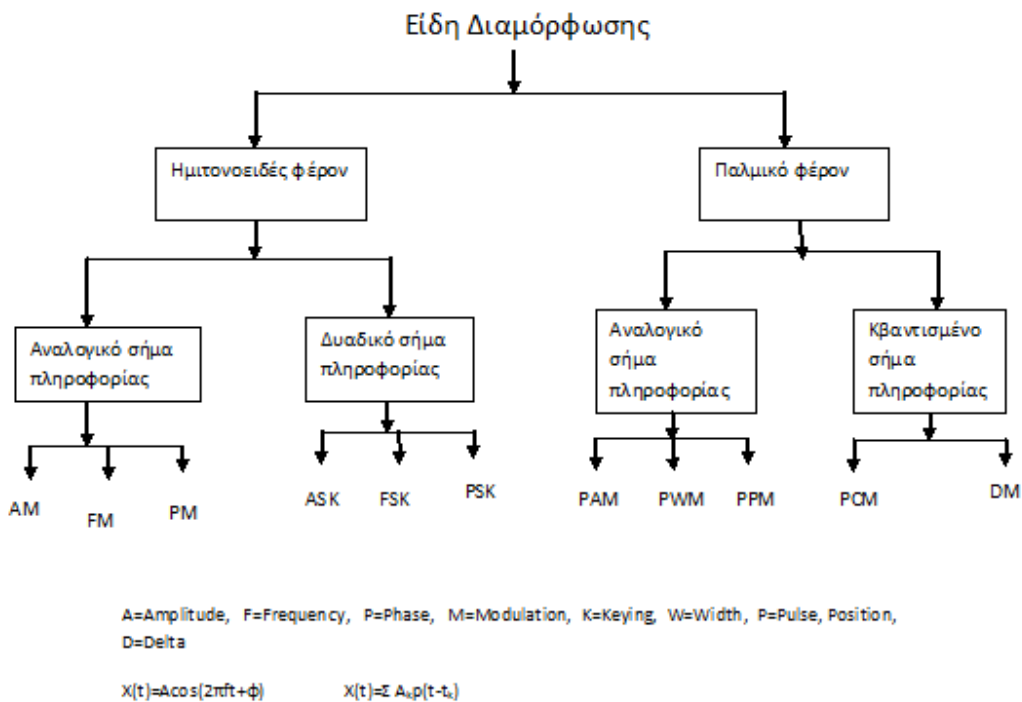 Είδη Διαμόρφωσης
Ημιτονοειδές φέρον
Παλμικό φέρον
Αναλογικό σήμα
πληροφορίας
Δυαδικό σήμα
πληροφορίας
Αναλογικό
σήμα
πληροφορίας
Κβαντισμένο
σήμα
πληροφορίας
AM
FM
PM
ASK
FSK
PSK
PAM
PWM
PPM
PCM
DM
A=Amplitude, F=Frequency, P=Phase, M=Modulation, K=Keying, W=Width, P=Pulse, Position,
D=Delta
X(t)=Acos(2πft+φ) X(t)=Σ Aₖp(t-tₖ)